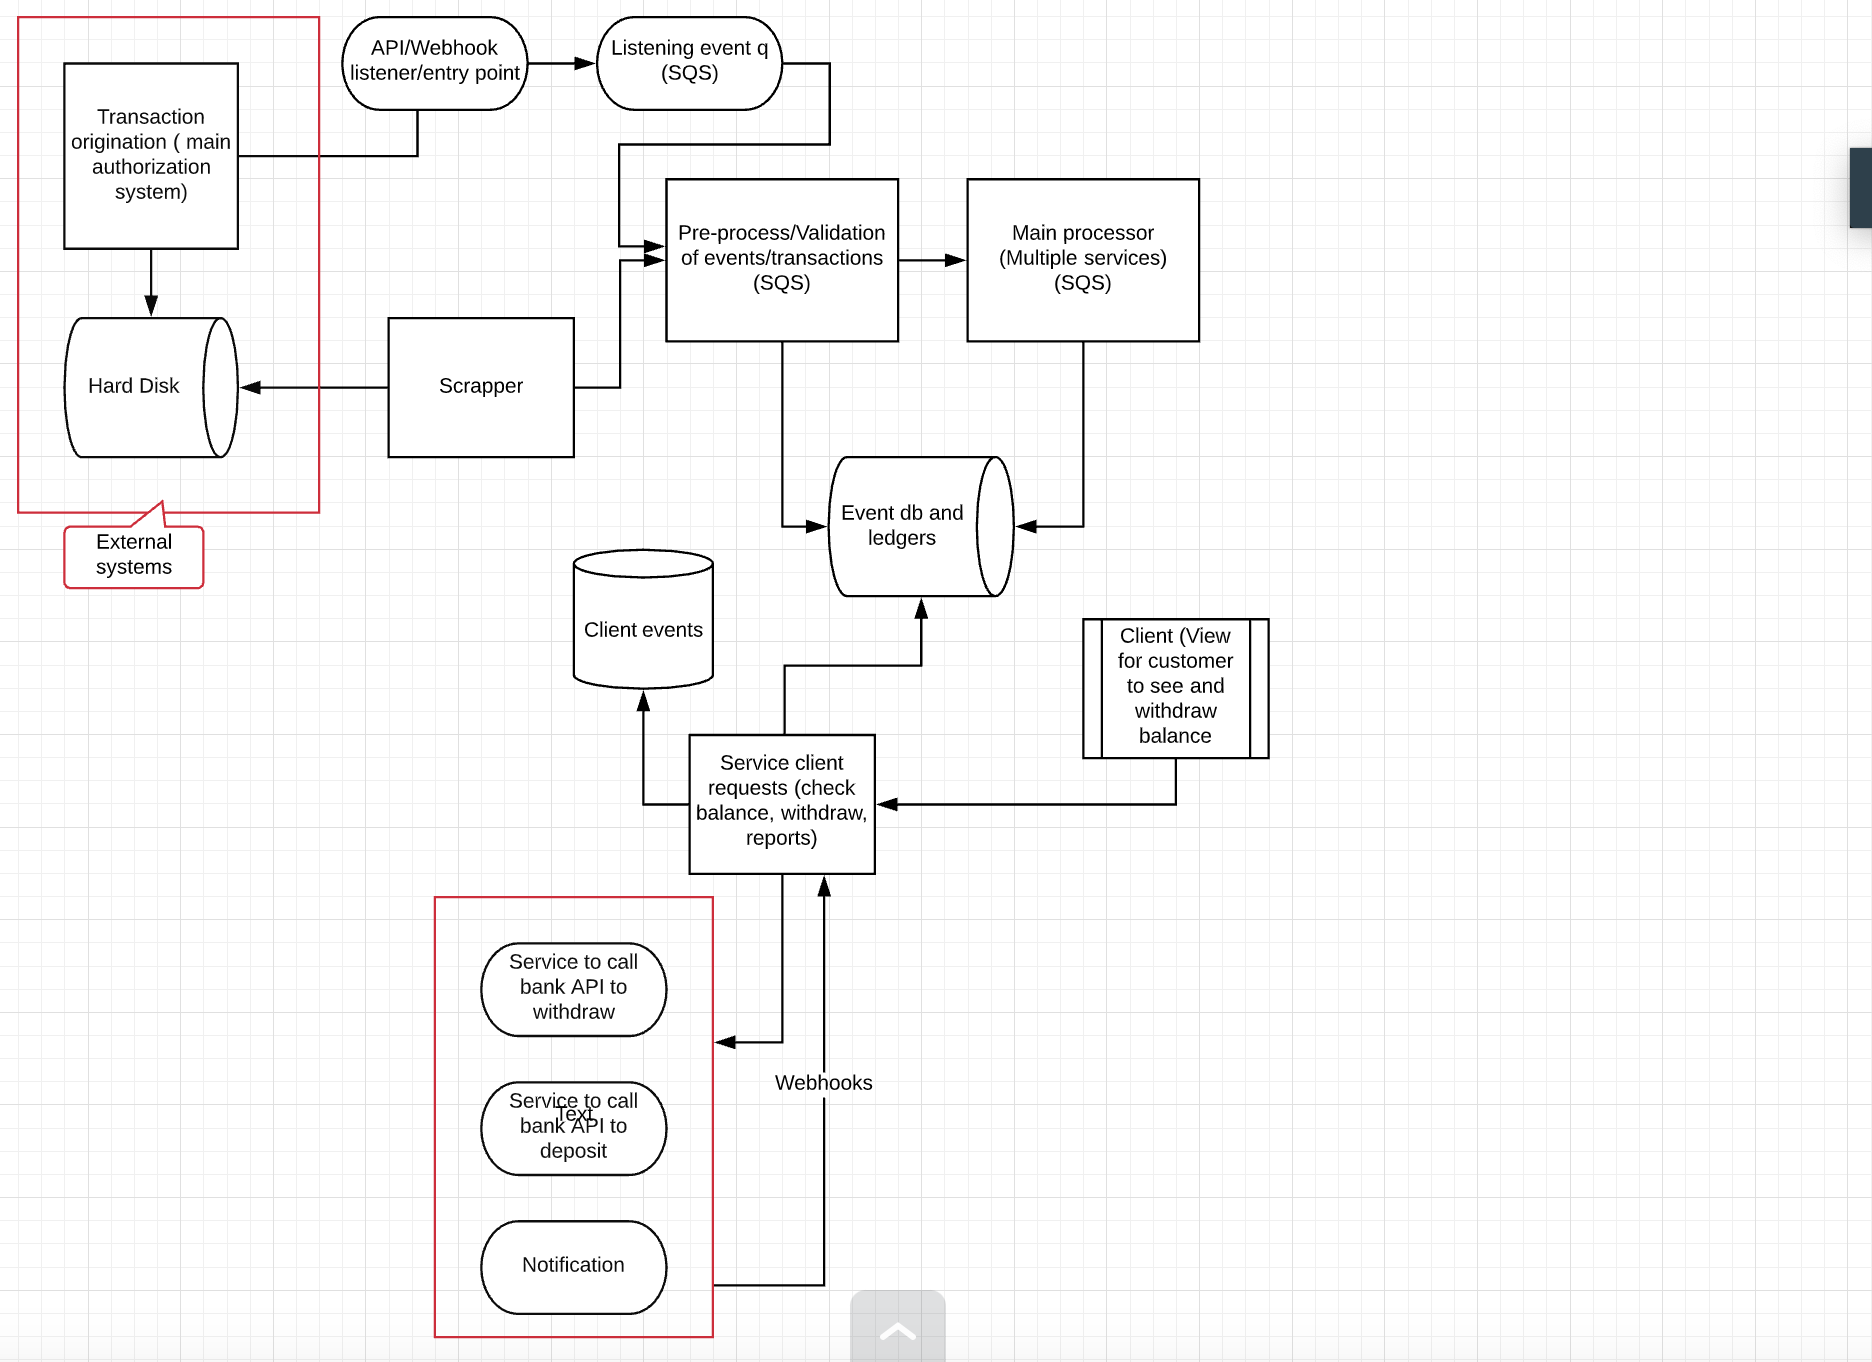 API/Webhook
listener/entry point
Listening event q
(SQS)
Transaction
origination ( main
authorization
system)
Pre-process/Validation
of events/transactions
(SQS)
Main processor
(Multiple services)
(SQS)
Hard Disk
Scrapper
External
systems
Event db and
ledgers
Client events
Client (View
for customer
to see and
withdraw
balance
Service client
requests (check
balance, withdraw,
reports)
Service to call
bank API to
withdraw
Webhooks
Service to call
Text
bank API to
deposit
Notification